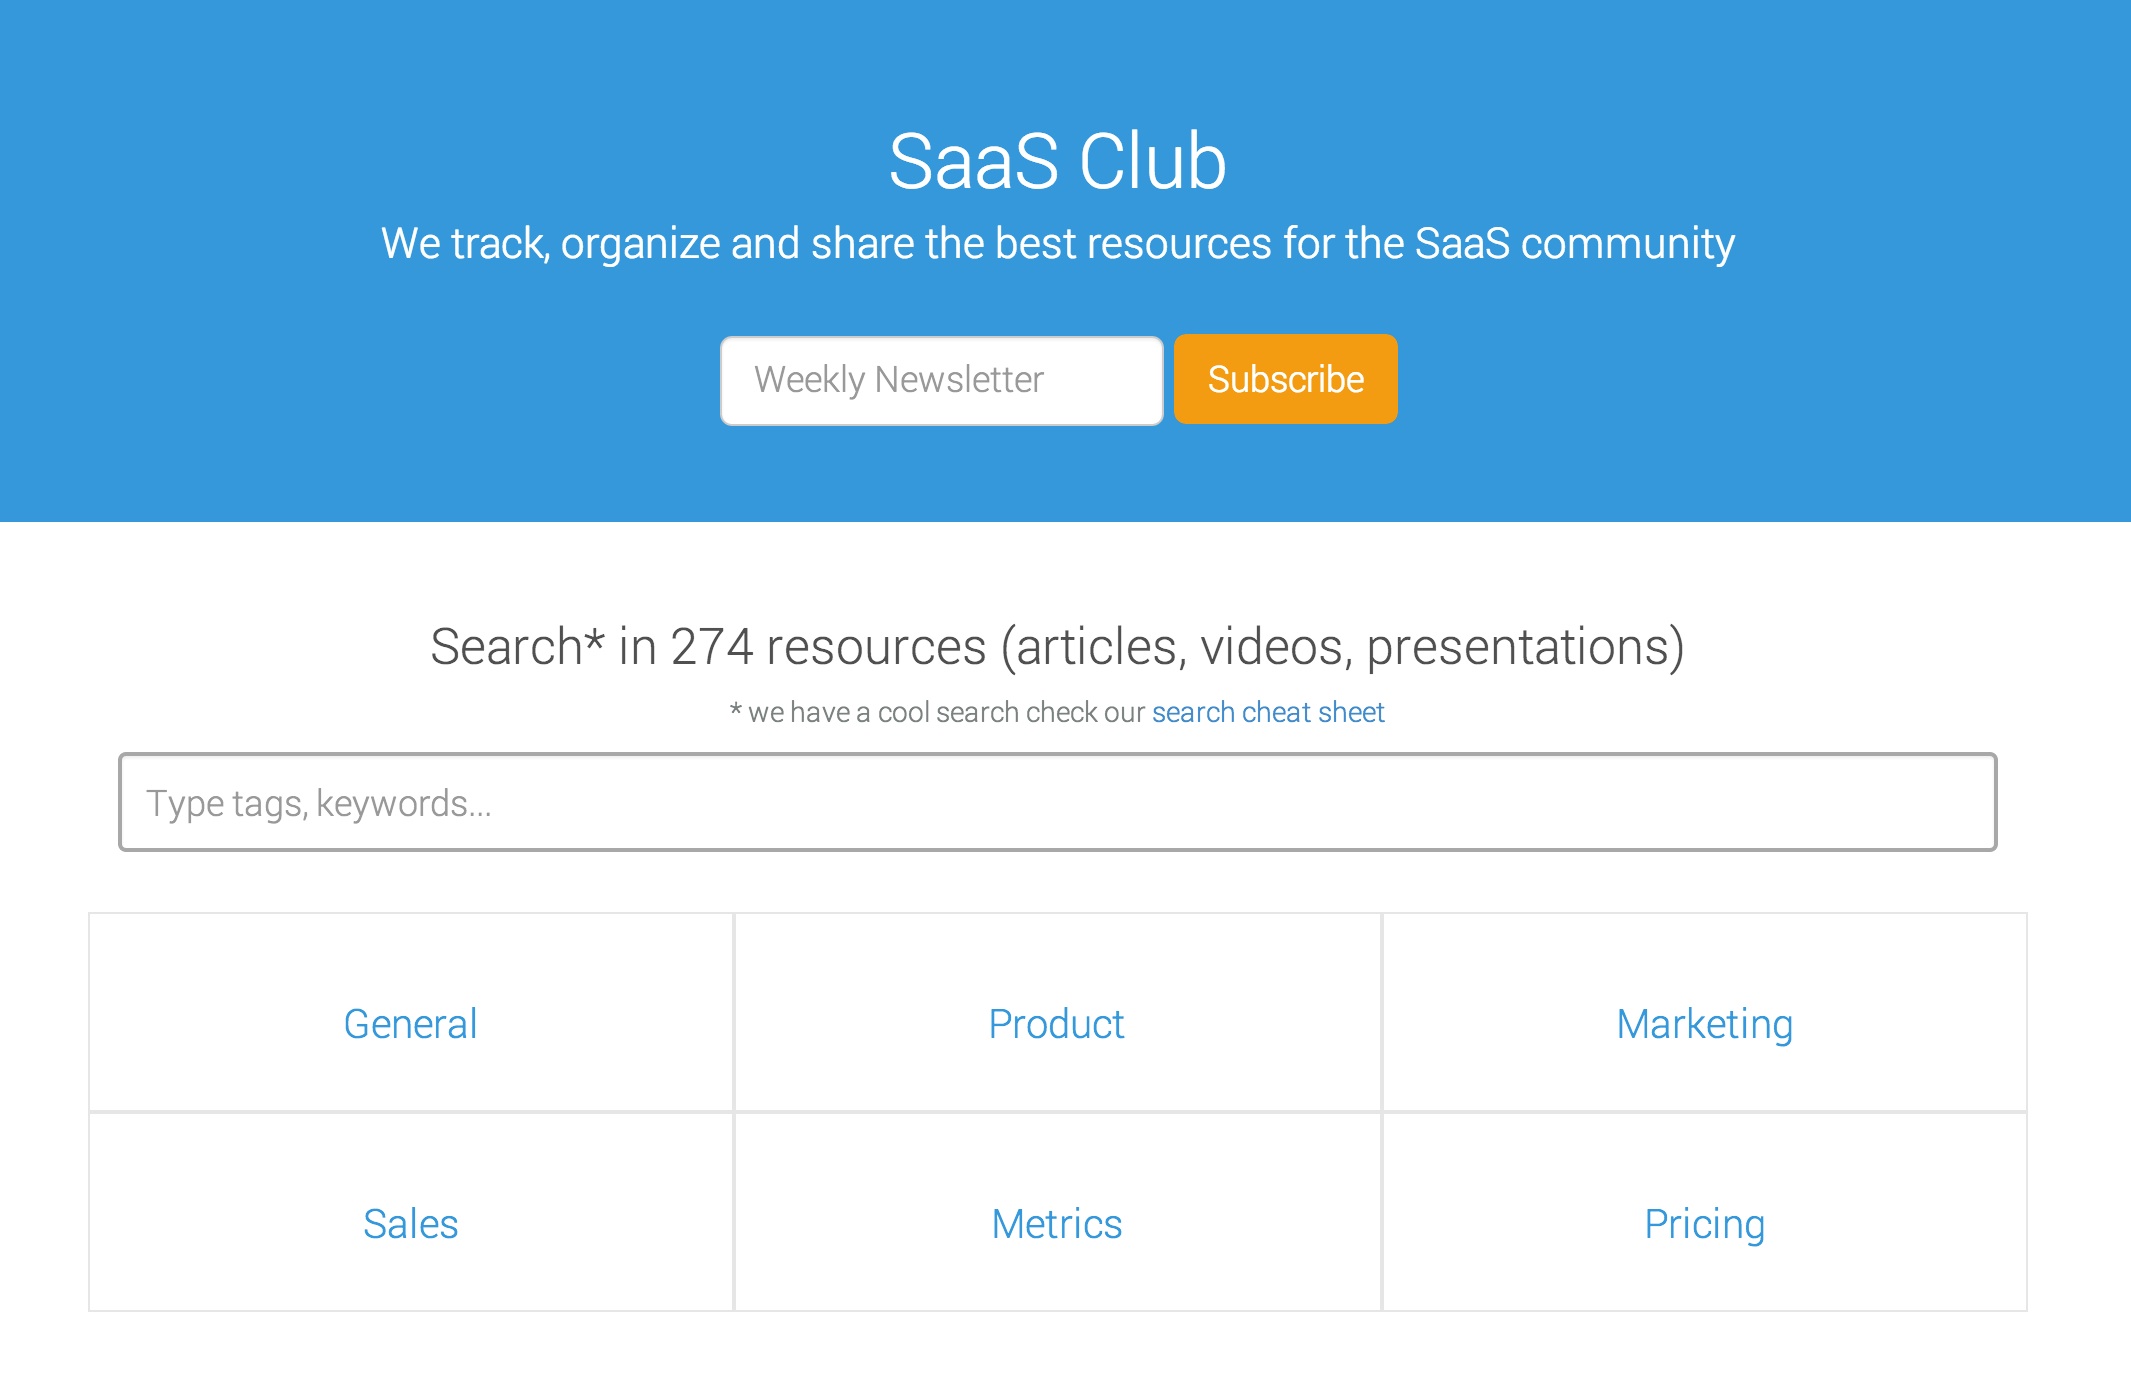 SaaS Club
We track, organize and share the best resources for the SaaS community
Weekly Newsletter
Subscribe
Search* in 274 resources (articles, videos, presentations)
* we have a cool search check our search cheat sheet
Type tags, keywords...
General
Product
Marketing
Sales
Metrics
Pricing